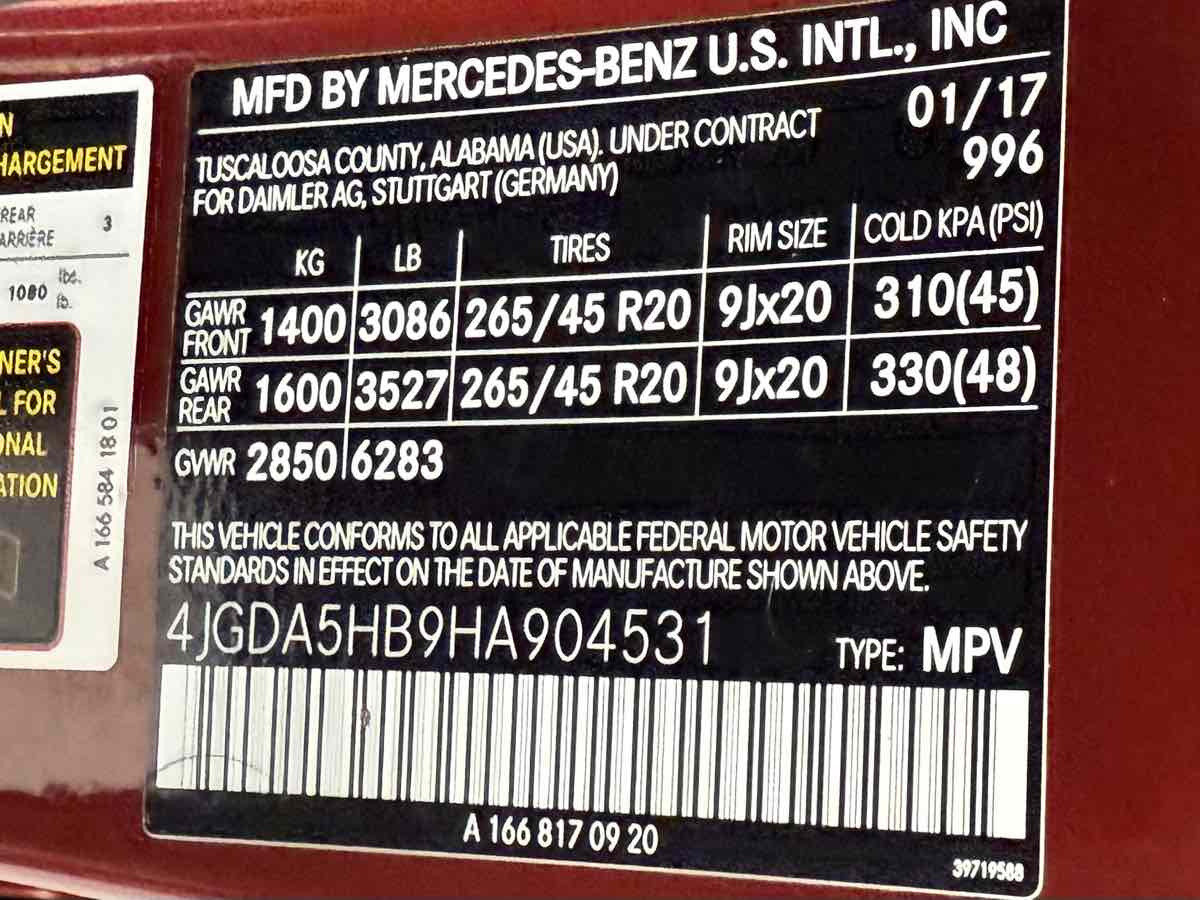 MFD BY MERCEDES-BENZ U.S. INTL., INC
TUSCALOOSA COUNTY, ALABAMA (USA). UNDER CONTRACT 01/17
FOR DAIMLER AG, STUTTGART (GERMANY) 996
KG LB TIRES RIM SIZE COLD KPA (PSI)
GAWR FRONT 1400 3086 265/45 R20 9Jx20 310(45)
GAWR REAR 1600 3527 265/45 R20 9Jx20 330(48)
GVWR 2850 6283
THIS VEHICLE CONFORMS TO ALL APPLICABLE FEDERAL MOTOR VEHICLE SAFETY
STANDARDS IN EFFECT ON THE DATE OF MANUFACTURE SHOWN ABOVE.
4JGDA5HB9HA904531 TYPE: MPV
A 166 817 09 20
39719588
N
HARGEMENT
REAR 3
ARRIÈRE
1080 lbs.
lb.
NER'S
L FOR
ONAL
ATION
A 166 584 18 01